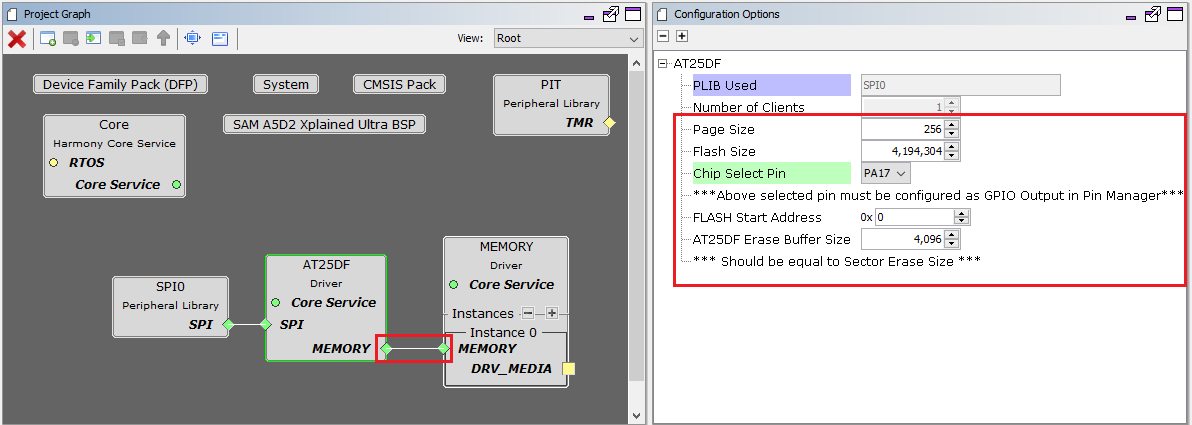 Project Graph
View:
Root
Device Family Pack (DFP)
System
CMSIS Pack
PIT
Peripheral Library
TMR
SAM A5D2 Xplained Ultra BSP
Core
Harmony Core Service
RTOS
Core Service
MEMORY
Driver
Core Service
Instances
Instance 0
MEMORY
DRV_MEDIA
AT25DF
Driver
Core Service
SPI
MEMORY
SPI0
Peripheral Library
SPI
Configuration Options
AT25DF
PLIB Used SPI0
Number of Clients 1
Page Size 256
Flash Size 4,194,304
Chip Select Pin PA17
***Above selected pin must be configured as GPIO Output in Pin Manager***
FLASH Start Address 0x 0
AT25DF Erase Buffer Size 4,096
*** Should be equal to Sector Erase Size ***